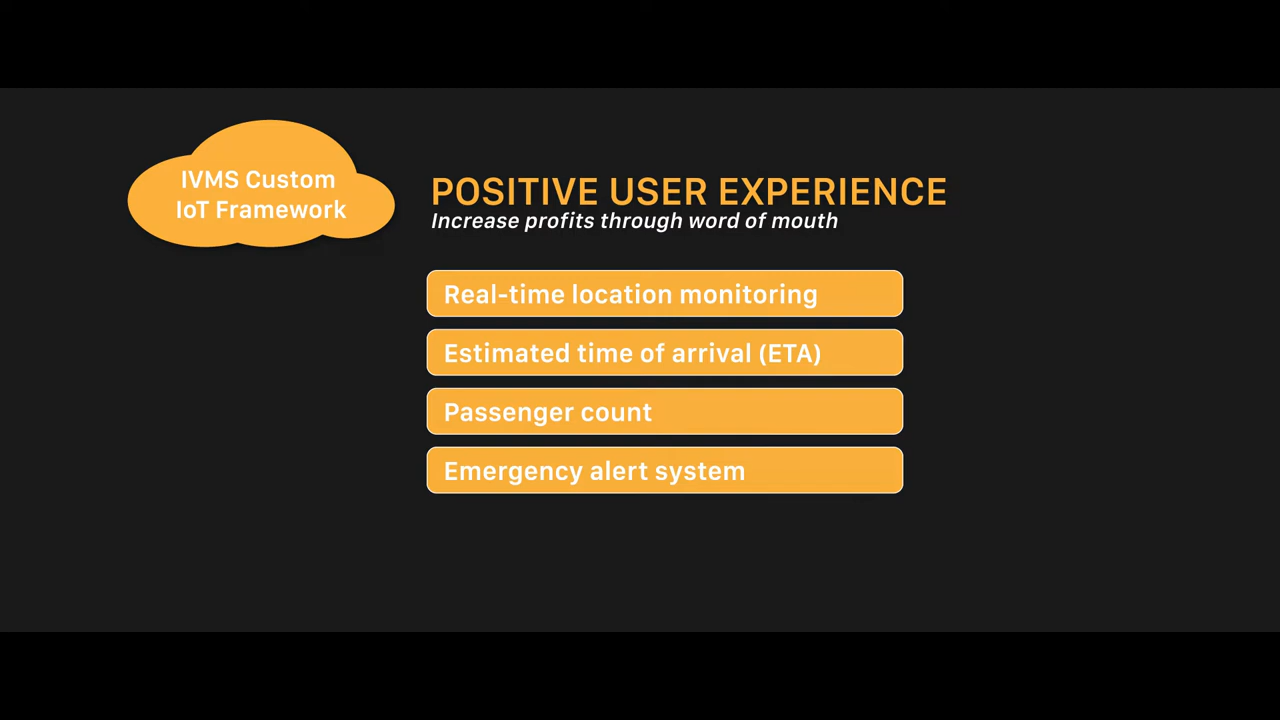 IVMS Custom
IoT Framework
POSITIVE USER EXPERIENCE
Increase profits through word of mouth
Real-time location monitoring
Estimated time of arrival (ETA)
Passenger count
Emergency alert system